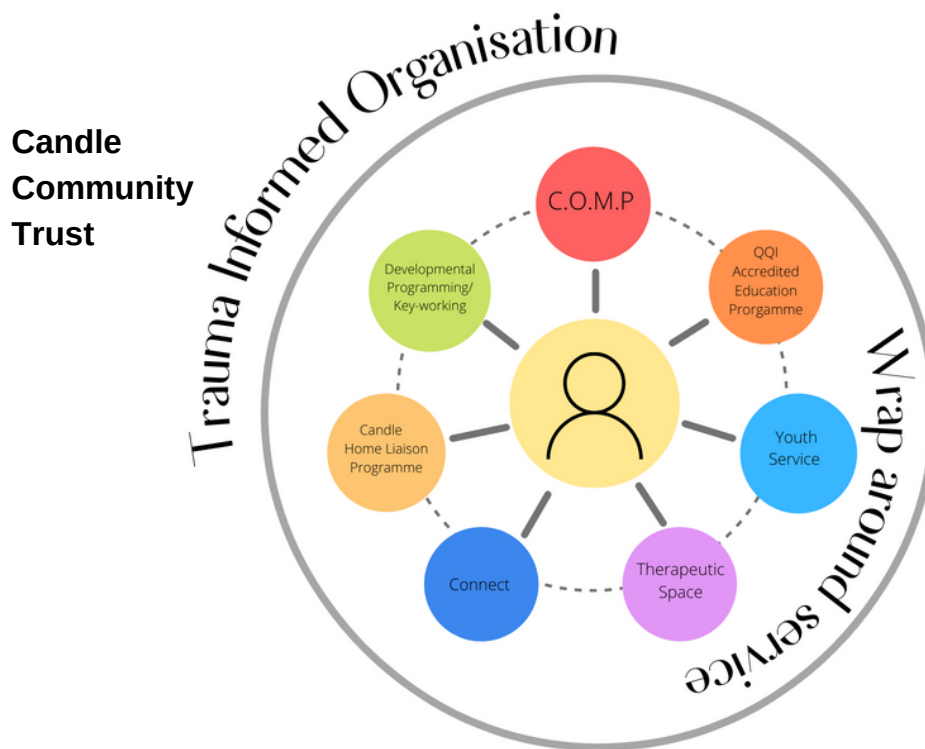 Candle
Community
Trust
Trauma Informed Organisation
C.O.M.P
QQI
Accredited
Education
Prorgamme
Youth
Service
Therapeutic
Space
Connect
Candle
Home Liaison
Programme
Developmental
Programming/
Key-working
Wrap around service